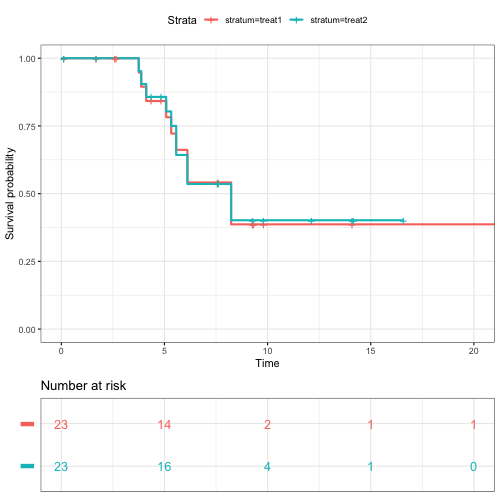 Strata stratum=treat1 stratum=treat2
1.00
0.75
0.50
0.25
0.00
Survival probability
0 5 10 15 20
Time
Number at risk
23 14 2 1 1
23 16 4 1 0